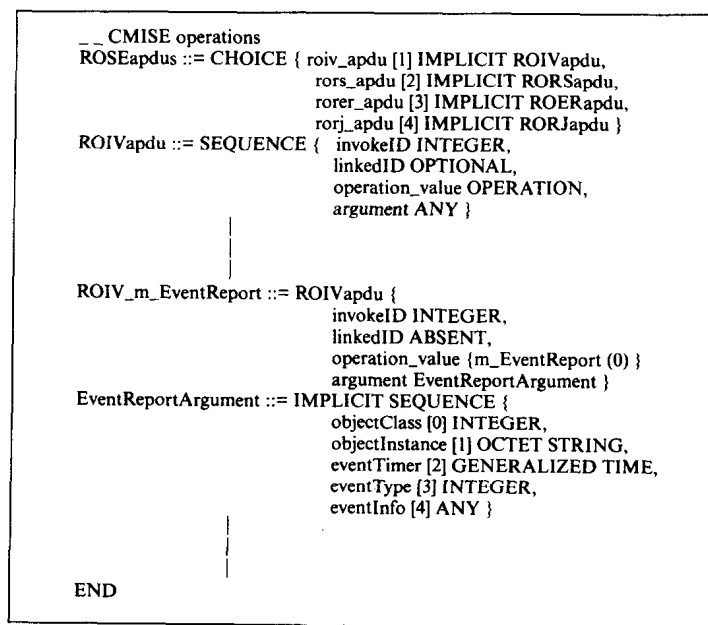 _ _ CMISE operations
ROSEapdus ::= CHOICE { roiv_apdu [1] IMPLICIT ROIVapdu,
rors_apdu [2] IMPLICIT RORSapdu,
rorer_apdu [3] IMPLICIT ROERapdu,
rorj_apdu [4] IMPLICIT RORJapdu }
ROIVapdu ::= SEQUENCE { invokeID INTEGER,
linkedID OPTIONAL,
operation_value OPERATION,
argument ANY }
ROIV_m_EventReport ::= ROIVapdu {
invokeID INTEGER,
linkedID ABSENT,
operation_value {m_EventReport (0) }
argument EventReportArgument }
EventReportArgument ::= IMPLICIT SEQUENCE {
objectClass [0] INTEGER,
objectInstance [1] OCTET STRING,
eventTimer [2] GENERALIZED TIME,
eventType [3] INTEGER,
eventInfo [4] ANY }
END